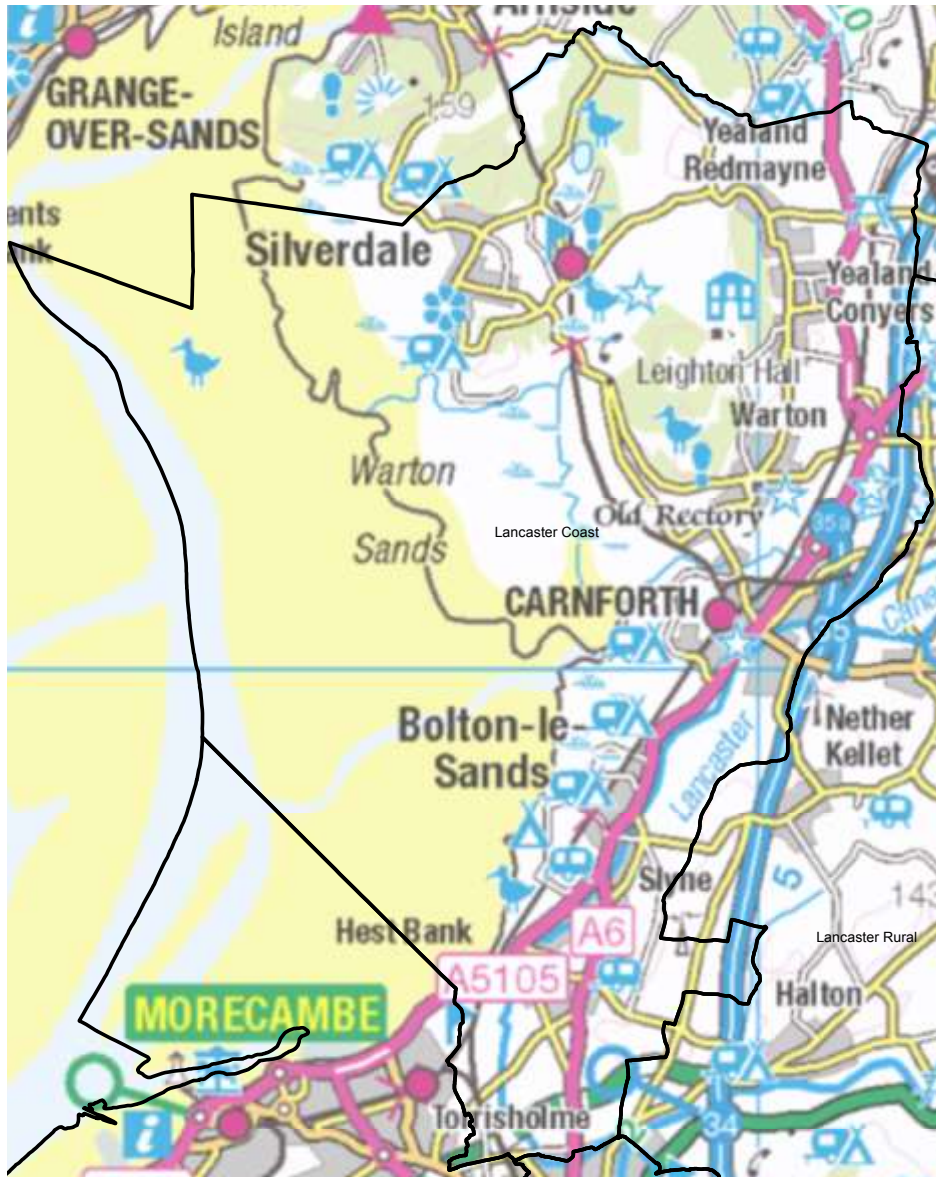 Island
GRANGE-
OVER-SANDS
159
Yealand
Redmayne
Silverdale
Yealand
Conyers
Leighton Hall
Warton
Warton
Sands
Old Rectory
35a
Lancaster Coast
CARNFORTH
Bolton-le-
Sands
Lancaster
Nether
Kellet
Slyne
5
143
Hest Bank
A6
Lancaster Rural
A5105
Halton
MORECAMBE
Torrisholme
34
i